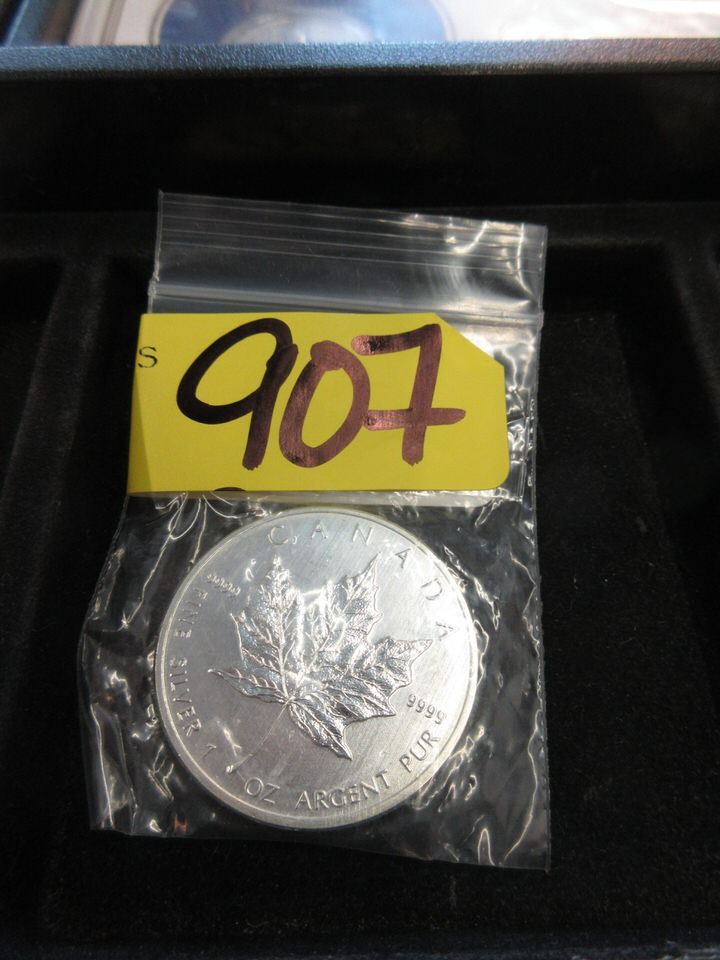 S
907
CANADA
9999
FINE SILVER 1 OZ ARGENT PUR
9999